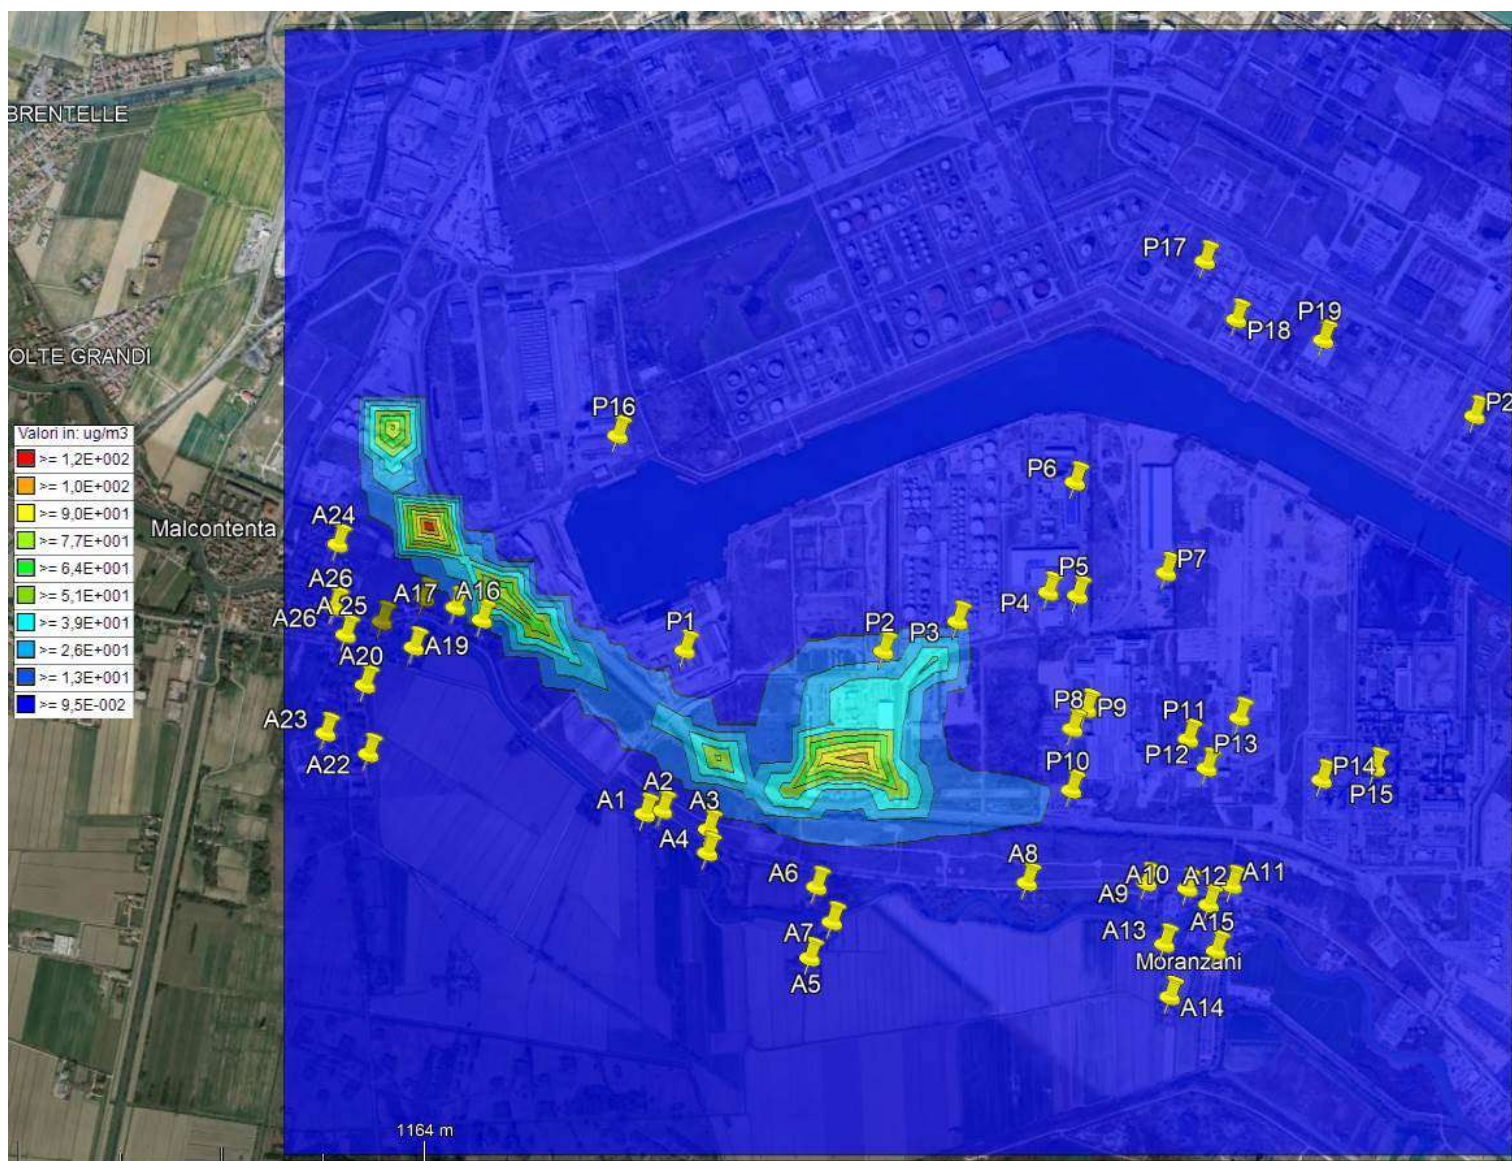 BRENTELLE
P17
P19
P18
OLTE GRANDI
P16
P2
Valori in: ug/m3
>= 1,2E+002
>= 1,0E+002
>= 9,0E+001
>= 7,7E+001
>= 6,4E+001
>= 5,1E+001
>= 3,9E+001
>= 2,6E+001
>= 1,3E+001
>= 9,5E-002
P6
A24
Malcontenta
P7
P5
A26
A17
A16
P4
A25
A26
P1
P2
P3
A19
A20
P8
P9
A23
P11
P13
A22
P12
P10
P14
P15
A2
A1
A3
A4
A8
A6
A10
A12
A11
A9
A15
A7
A13
Moranzani
A5
A14
1164 m